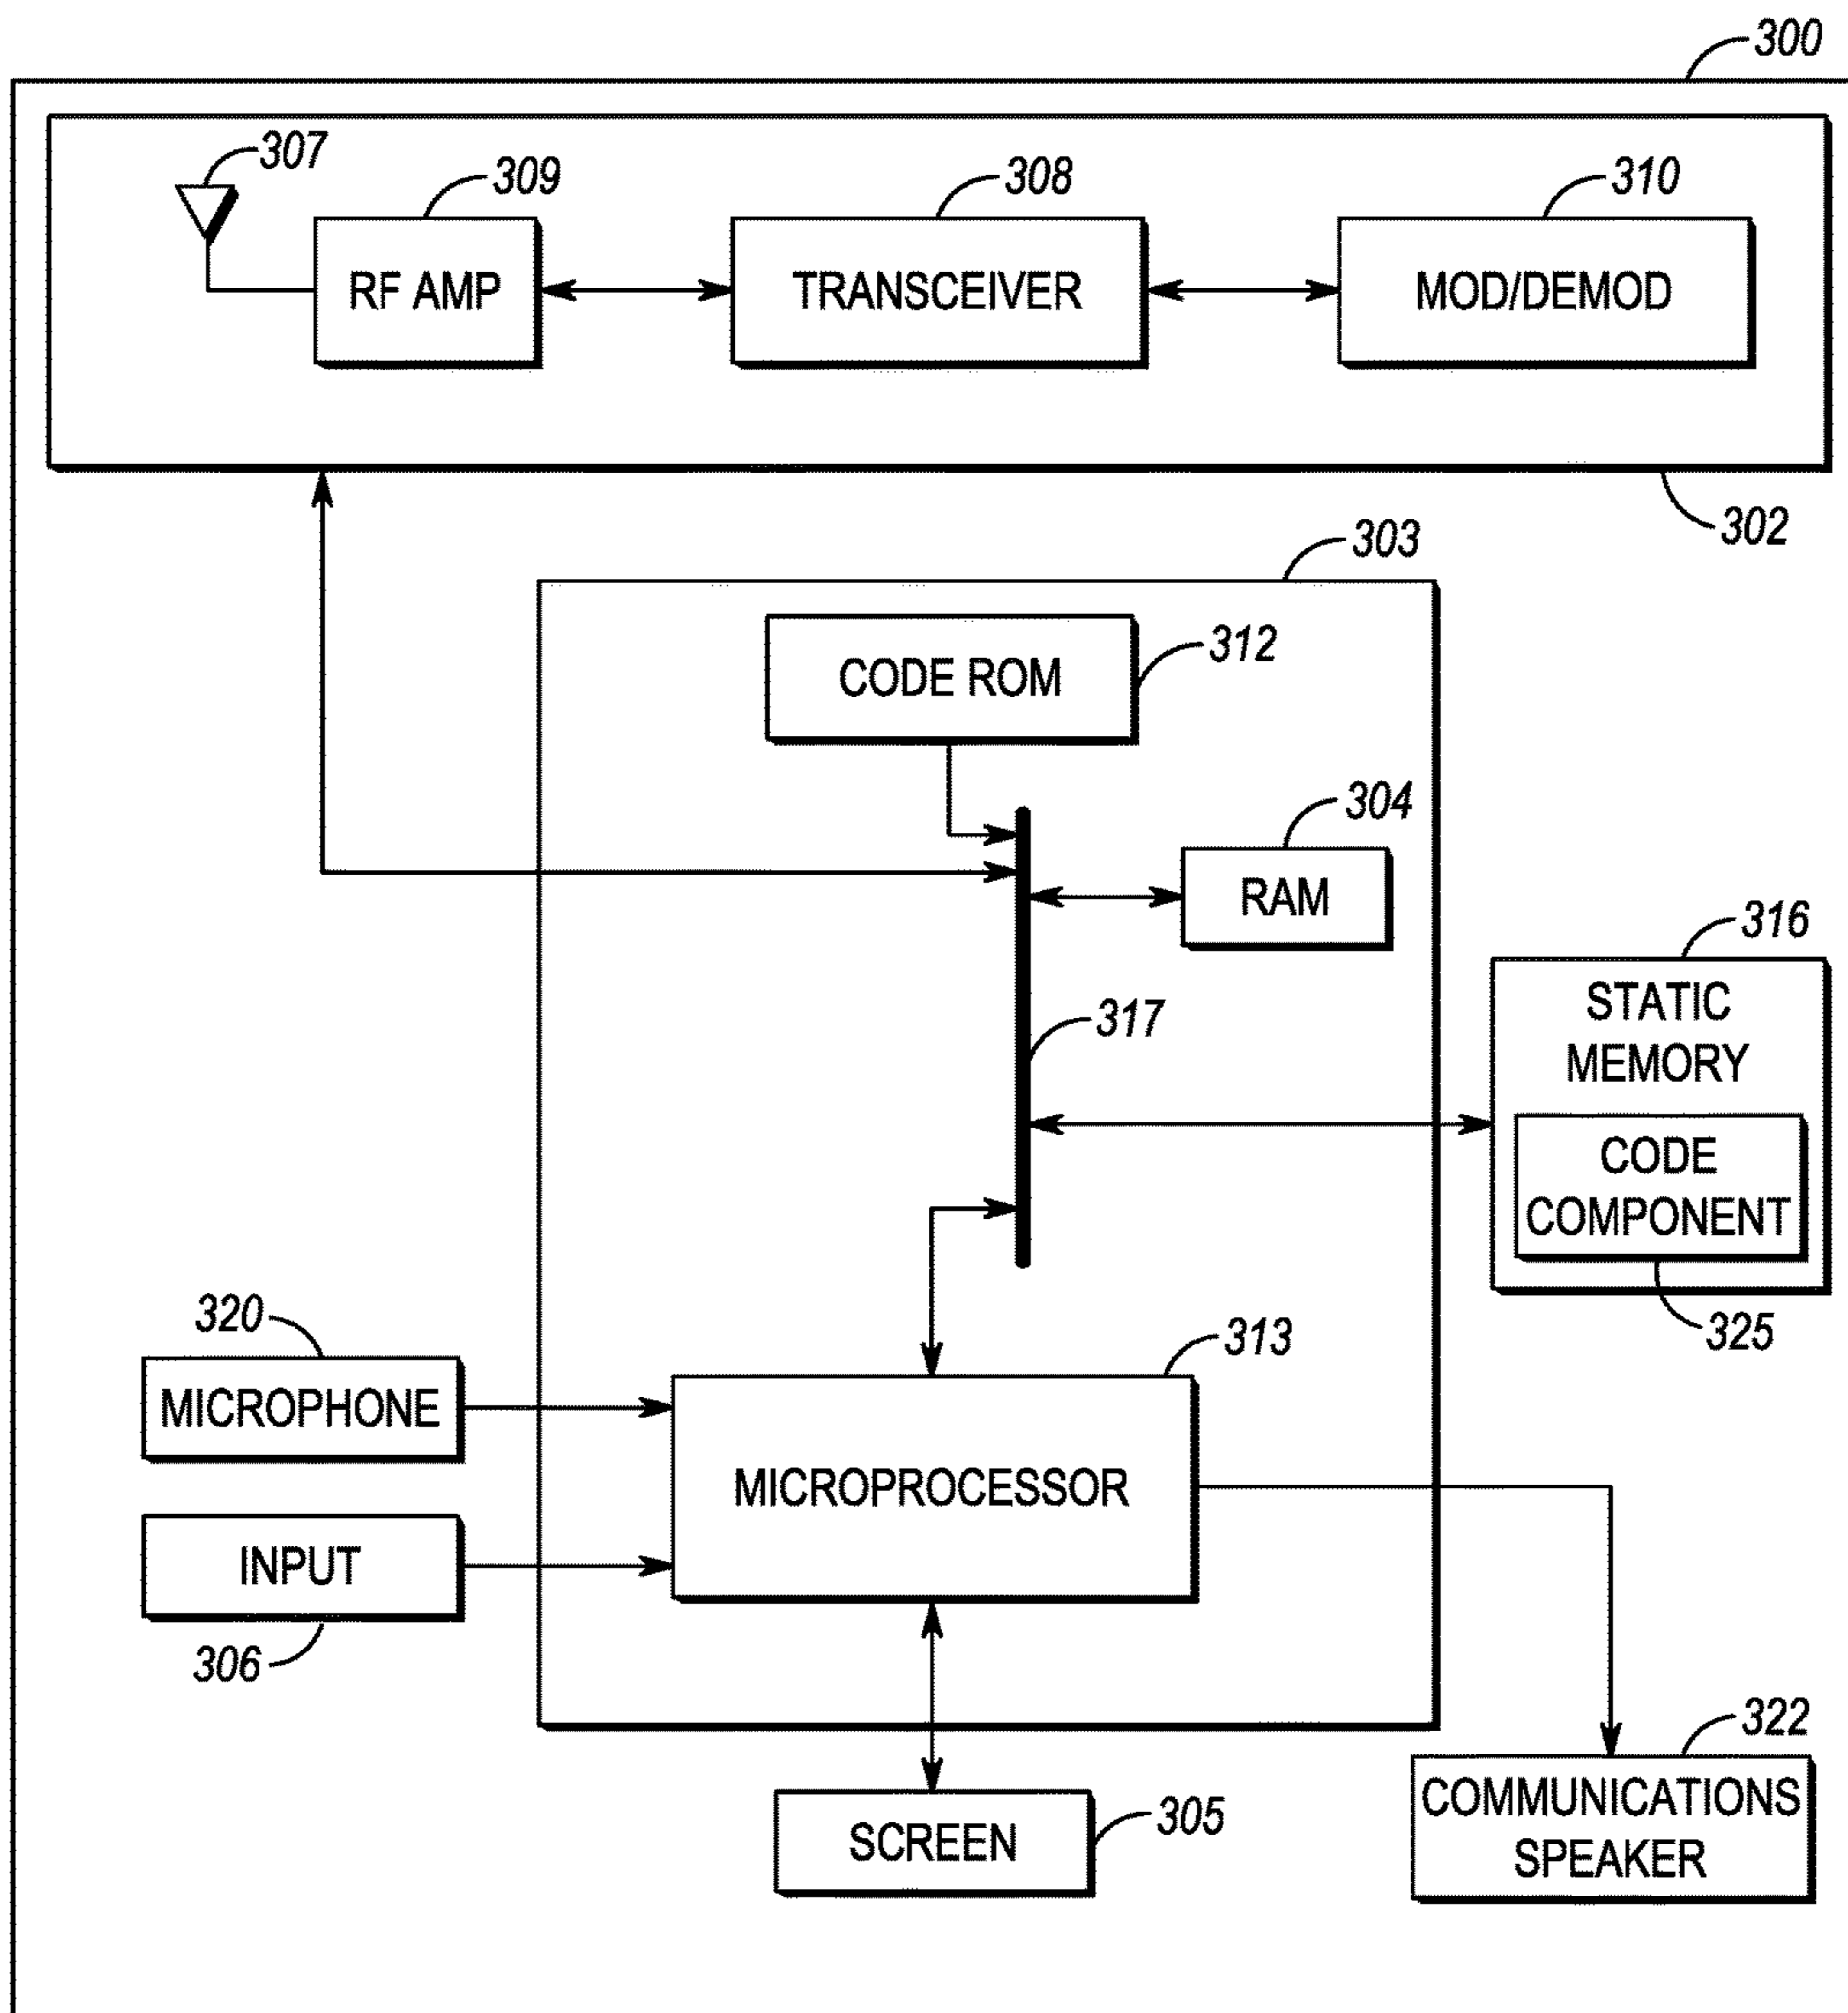 300
307
309
308
310
RF AMP
TRANSCEIVER
MOD/DEMOD
302
303
312
CODE ROM
304
RAM
316
STATIC
MEMORY
317
CODE
COMPONENT
325
320
313
MICROPHONE
MICROPROCESSOR
INPUT
306
322
COMMUNICATIONS
SPEAKER
305
SCREEN